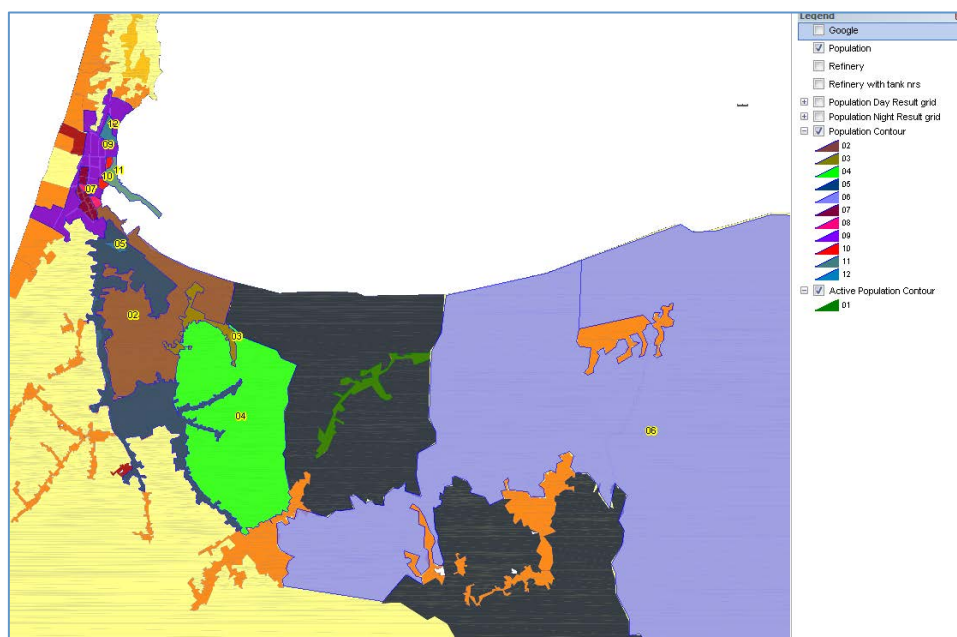 Legend
Google
Population
Refinery
Refinery with tank nrs
Population Day Result grid
Population Night Result grid
Population Contour
02
03
04
05
06
07
08
09
10
11
12
Active Population Contour
01
12
09
11
10
07
05
02
03
04
06